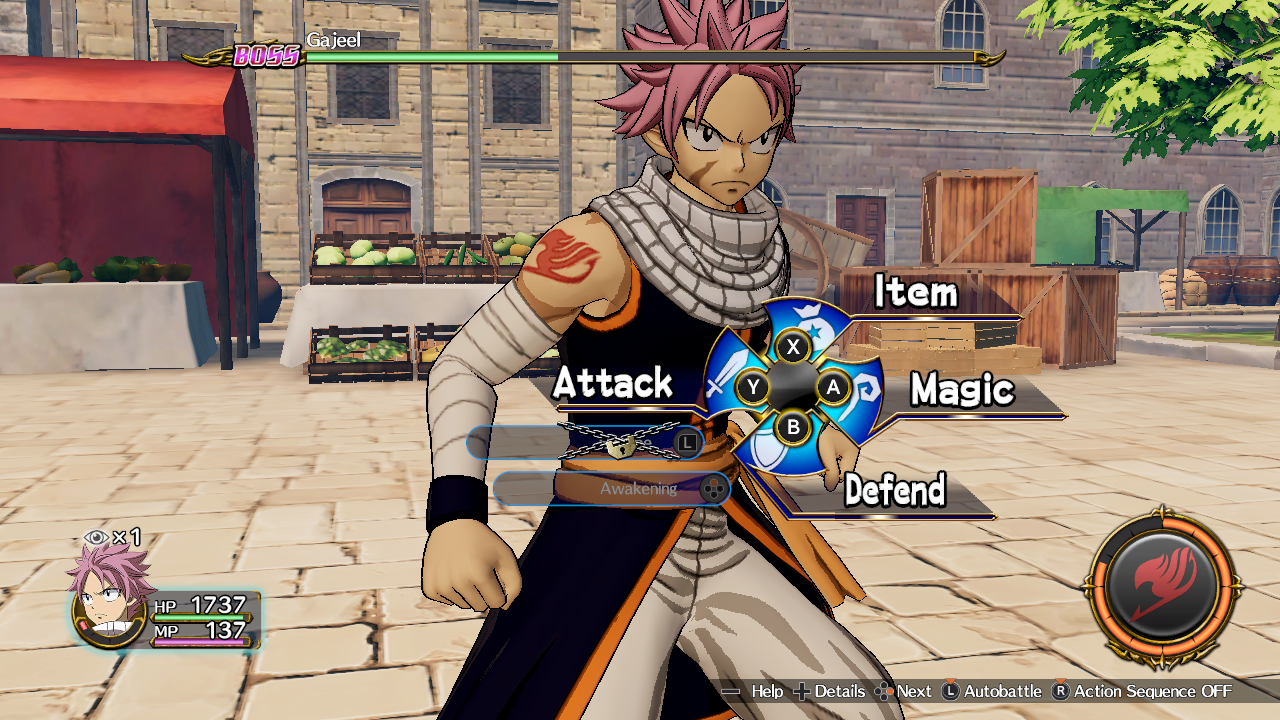 BOSS Gajeel
Item
X
Attack
Y
A
Magic
B
L
Defend
Awakening
×1
HP 1737
MP 137
Help
Details
Next
L Autobattle
R Action Sequence OFF